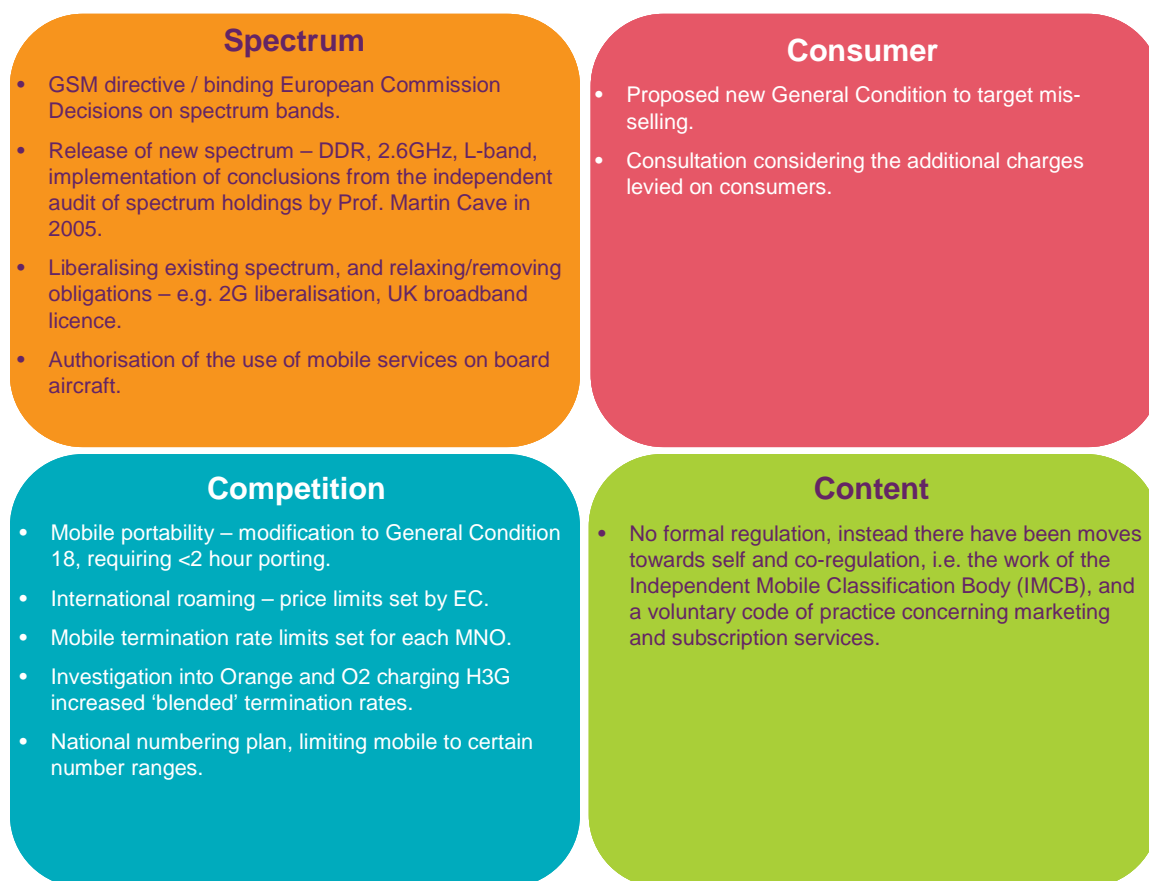 Spectrum
• GSM directive / binding European Commission
Decisions on spectrum bands.
• Release of new spectrum – DDR, 2.6GHz, L-band,
implementation of conclusions from the independent
audit of spectrum holdings by Prof. Martin Cave in
2005.
• Liberalising existing spectrum, and relaxing/removing
obligations – e.g. 2G liberalisation, UK broadband
licence.
• Authorisation of the use of mobile services on board
aircraft.
Consumer
• Proposed new General Condition to target mis-
selling.
• Consultation considering the additional charges
levied on consumers.
Competition
• Mobile portability – modification to General Condition
18, requiring <2 hour porting.
• International roaming – price limits set by EC.
• Mobile termination rate limits set for each MNO.
• Investigation into Orange and O2 charging H3G
increased ‘blended’ termination rates.
• National numbering plan, limiting mobile to certain
number ranges.
Content
• No formal regulation, instead there have been moves
towards self and co-regulation, i.e. the work of the
Independent Mobile Classification Body (IMCB), and
a voluntary code of practice concerning marketing
and subscription services.